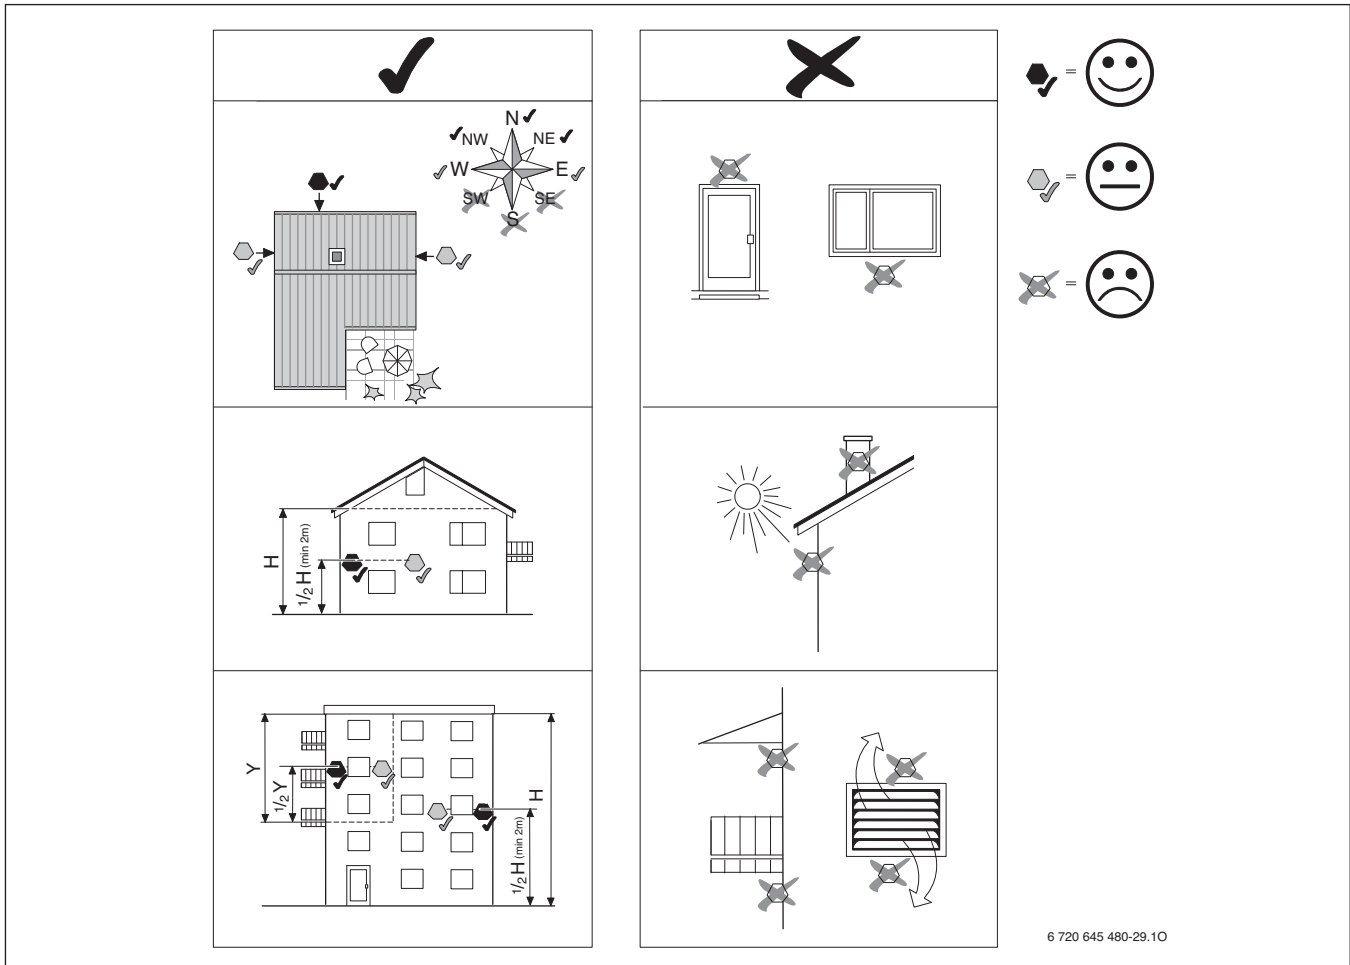 N
NW
NE
W
E
SW
SE
S
=
=
=
H
1/2 H (min 2m)
Y
1/2 Y
H
1/2 H (min 2m)
6 720 645 480-29.1O